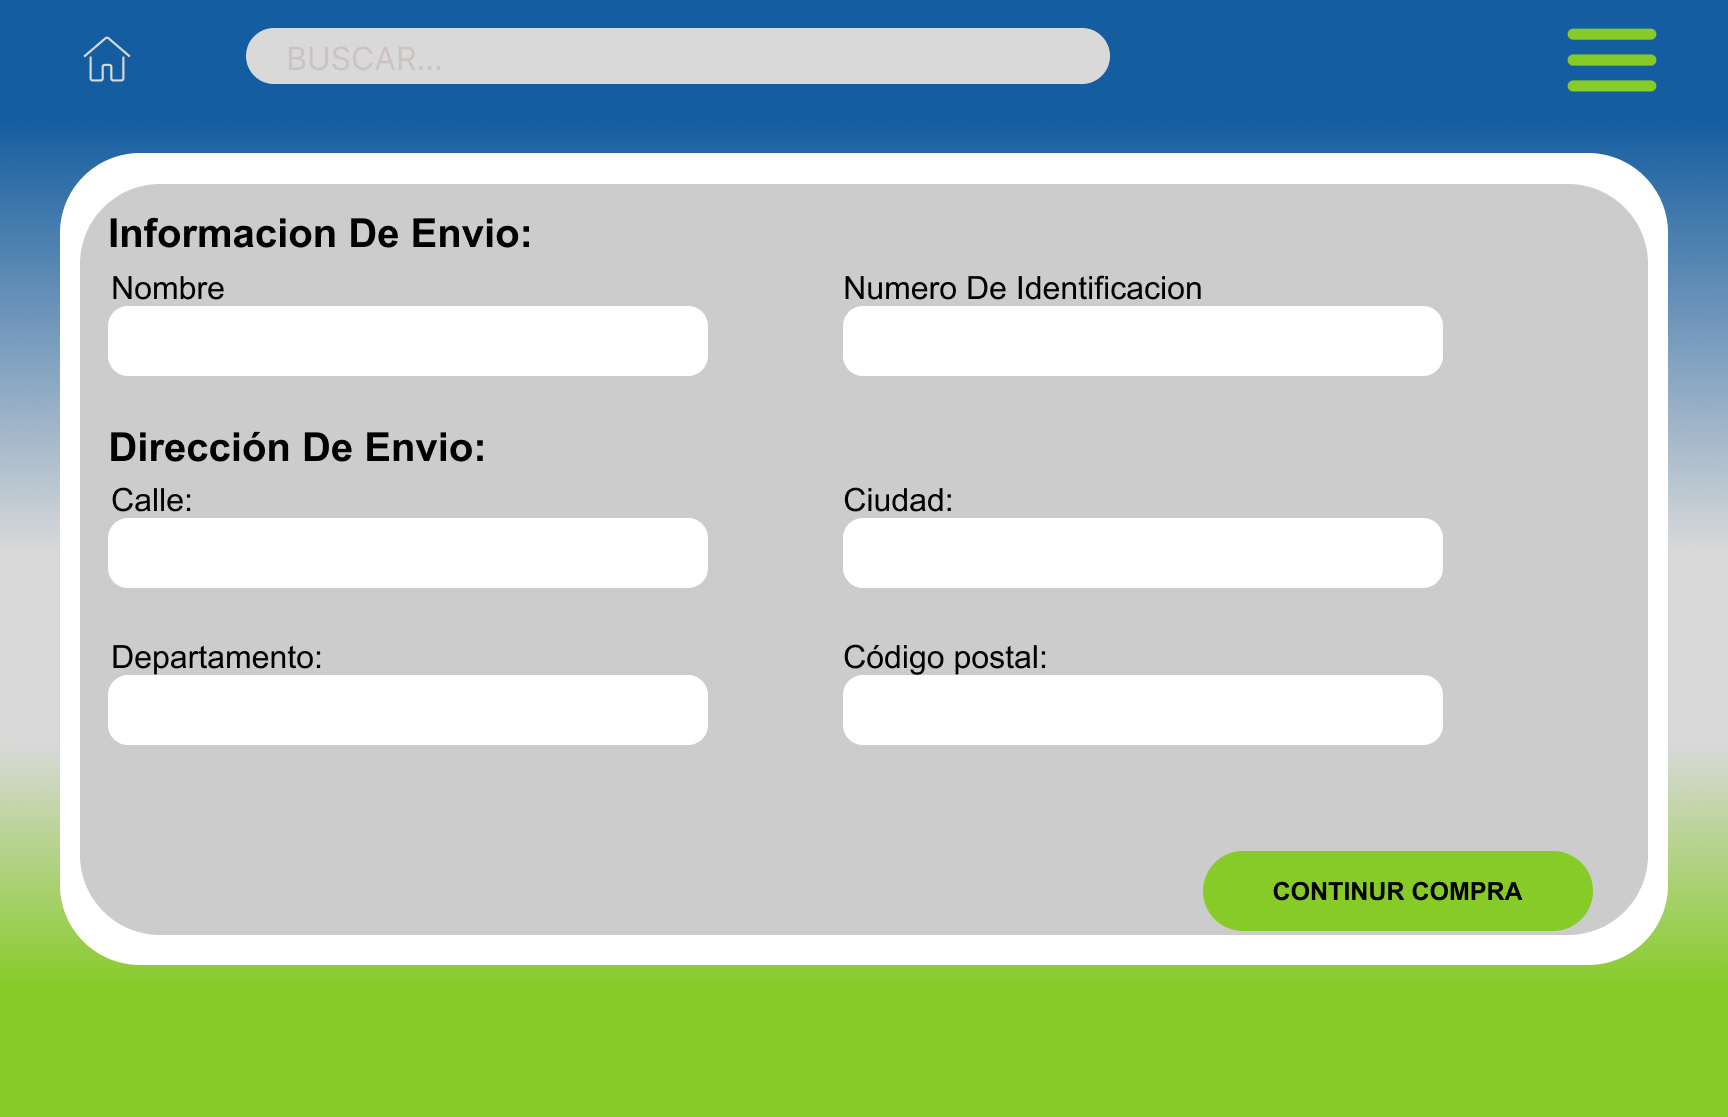 BUSCAR...
Informacion De Envio:
Nombre
Numero De Identificacion
Dirección De Envio:
Calle:
Ciudad:
Departamento:
Código postal:
CONTINUR COMPRA